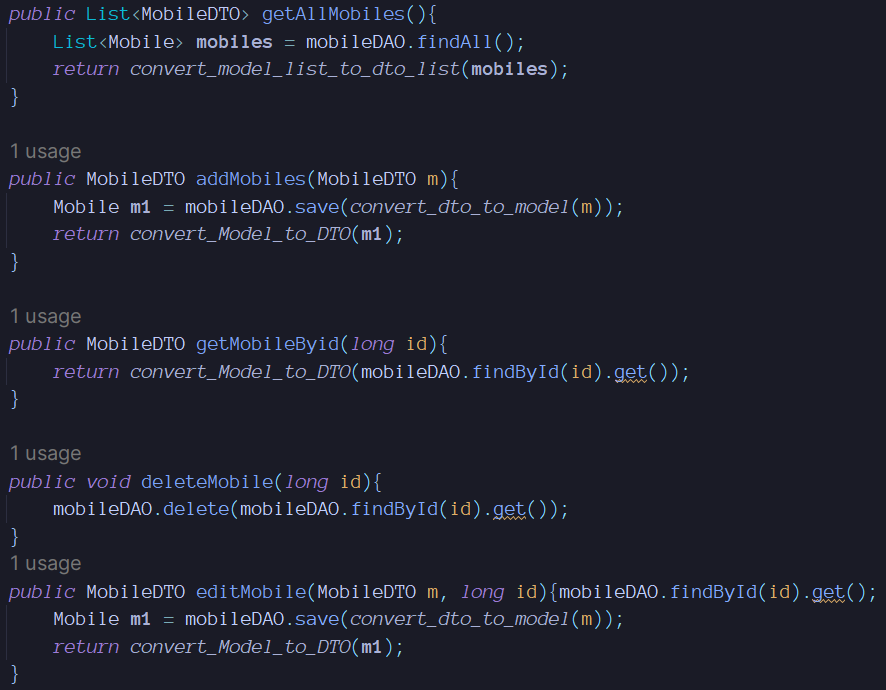 public List<MobileDTO> getAllMobiles(){
List<Mobile> mobiles = mobileDAO.findAll();
return convert_model_list_to_dto_list(mobiles);
}
1 usage
public MobileDTO addMobiles(MobileDTO m){
Mobile m1 = mobileDAO.save(convert_dto_to_model(m));
return convert_Model_to_DTO(m1);
}
1 usage
public MobileDTO getMobileByid(long id){
return convert_Model_to_DTO(mobileDAO.findById(id).get());
}
1 usage
public void deleteMobile(long id){
mobileDAO.delete(mobileDAO.findById(id).get());
}
1 usage
public MobileDTO editMobile(MobileDTO m, long id){mobileDAO.findById(id).get();
Mobile m1 = mobileDAO.save(convert_dto_to_model(m));
return convert_Model_to_DTO(m1);
}